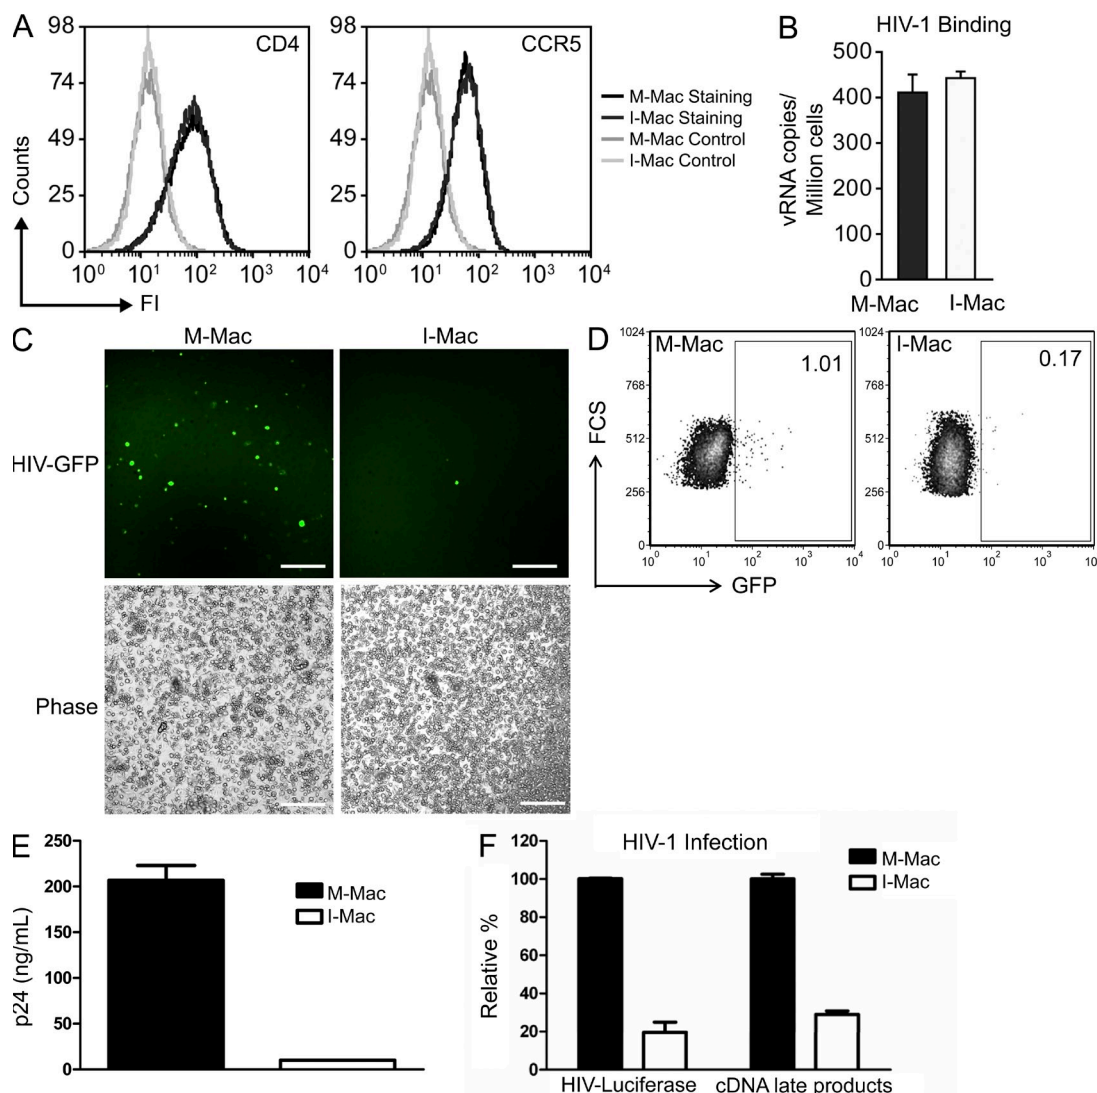 A
98
74
49
25
0
Counts
CD4
10^0 10^1 10^2 10^3 10^4
FI
CCR5
98
74
49
25
0
10^0 10^1 10^2 10^3 10^4
M-Mac Staining
I-Mac Staining
M-Mac Control
I-Mac Control
B
HIV-1 Binding
vRNA copies/
Million cells
500
400
300
200
100
0
M-Mac I-Mac
C
M-Mac I-Mac
HIV-GFP
Phase
D
FCS
1024
768
512
256
0
M-Mac
1.01
10^0 10^1 10^2 10^3 10^4
1024
768
512
256
0
I-Mac
0.17
10^0 10^1 10^2 10^3 10
GFP
E
p24 (ng/mL)
250
200
150
100
50
0
M-Mac
I-Mac
F
HIV-1 Infection
Relative %
120
100
80
60
40
20
0
M-Mac
I-Mac
HIV-Luciferase cDNA late products